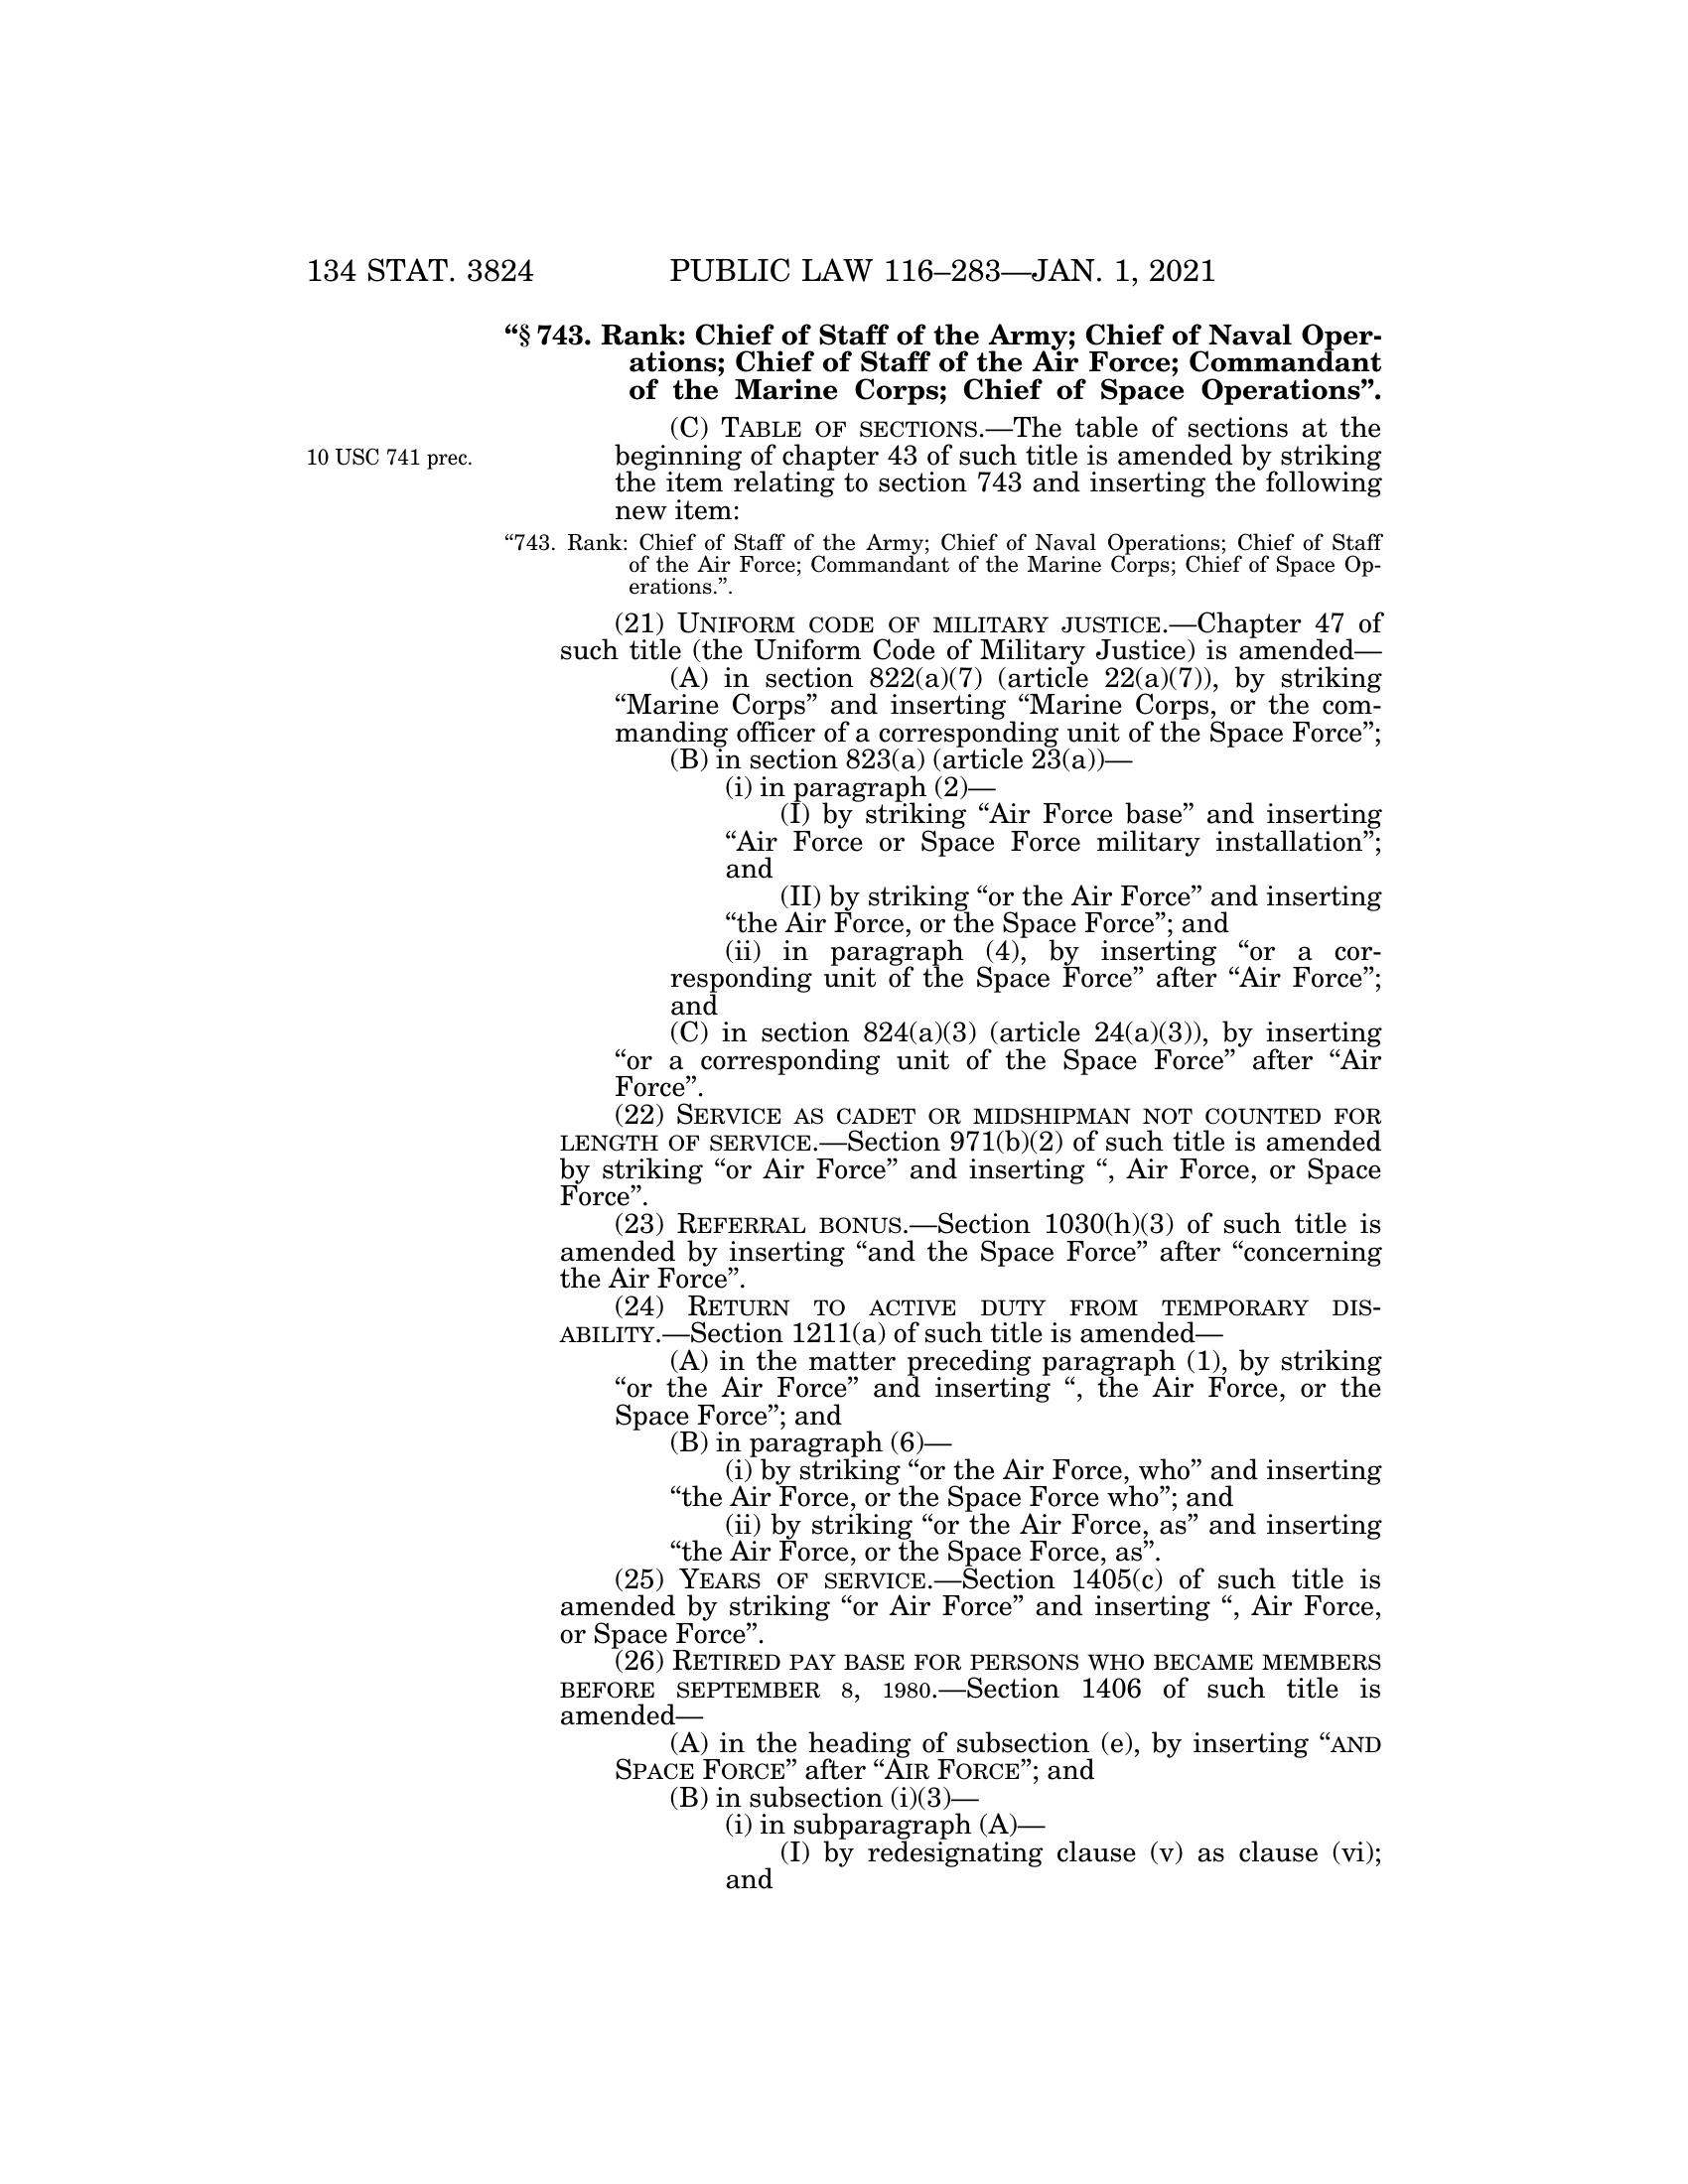 134 STAT. 3824
PUBLIC LAW 116–283—JAN. 1, 2021
“§ 743. Rank: Chief of Staff of the Army; Chief of Naval Oper-
ations; Chief of Staff of the Air Force; Commandant
of the Marine Corps; Chief of Space Operations”.
(C) TABLE OF SECTIONS.—The table of sections at the
10 USC 741 prec.
beginning of chapter 43 of such title is amended by striking
the item relating to section 743 and inserting the following
new item:
“743. Rank: Chief of Staff of the Army; Chief of Naval Operations; Chief of Staff
of the Air Force; Commandant of the Marine Corps; Chief of Space Op-
erations.”.
(21) UNIFORM CODE OF MILITARY JUSTICE.—Chapter 47 of
such title (the Uniform Code of Military Justice) is amended—
(A) in section 822(a)(7) (article 22(a)(7)), by striking
“Marine Corps” and inserting “Marine Corps, or the com-
manding officer of a corresponding unit of the Space Force”;
(B) in section 823(a) (article 23(a))—
(i) in paragraph (2)—
(I) by striking “Air Force base” and inserting
“Air Force or Space Force military installation”;
and
(II) by striking “or the Air Force” and inserting
“the Air Force, or the Space Force”; and
(ii) in paragraph (4), by inserting “or a cor-
responding unit of the Space Force” after “Air Force”;
and
(C) in section 824(a)(3) (article 24(a)(3)), by inserting
“or a corresponding unit of the Space Force” after “Air
Force”.
(22) SERVICE AS CADET OR MIDSHIPMAN NOT COUNTED FOR
LENGTH OF SERVICE.—Section 971(b)(2) of such title is amended
by striking “or Air Force” and inserting “, Air Force, or Space
Force”.
(23) REFERRAL BONUS.—Section 1030(h)(3) of such title is
amended by inserting “and the Space Force” after “concerning
the Air Force”.
(24) RETURN TO ACTIVE DUTY FROM TEMPORARY DIS-
ABILITY.—Section 1211(a) of such title is amended—
(A) in the matter preceding paragraph (1), by striking
“or the Air Force” and inserting “, the Air Force, or the
Space Force”; and
(B) in paragraph (6)—
(i) by striking “or the Air Force, who” and inserting
“the Air Force, or the Space Force who”; and
(ii) by striking “or the Air Force, as” and inserting
“the Air Force, or the Space Force, as”.
(25) YEARS OF SERVICE.—Section 1405(c) of such title is
amended by striking “or Air Force” and inserting “, Air Force,
or Space Force”.
(26) RETIRED PAY BASE FOR PERSONS WHO BECAME MEMBERS
BEFORE SEPTEMBER 8, 1980.—Section 1406 of such title is
amended—
(A) in the heading of subsection (e), by inserting “AND
SPACE FORCE” after “AIR FORCE”; and
(B) in subsection (i)(3)—
(i) in subparagraph (A)—
(I) by redesignating clause (v) as clause (vi);
and